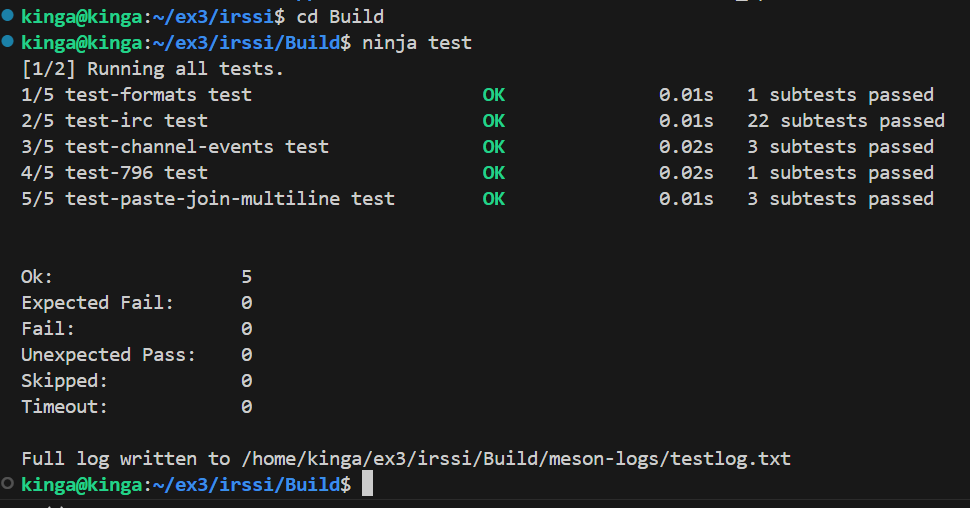 kinga@kinga:~/ex3/irssi$ cd Build
kinga@kinga:~/ex3/irssi/Build$ ninja test
[1/2] Running all tests.
1/5 test-formats test OK 0.01s 1 subtests passed
2/5 test-irc test OK 0.01s 22 subtests passed
3/5 test-channel-events test OK 0.02s 3 subtests passed
4/5 test-796 test OK 0.02s 1 subtests passed
5/5 test-paste-join-multiline test OK 0.01s 3 subtests passed
Ok: 5
Expected Fail: 0
Fail: 0
Unexpected Pass: 0
Skipped: 0
Timeout: 0
Full log written to /home/kinga/ex3/irssi/Build/meson-logs/testlog.txt
kinga@kinga:~/ex3/irssi/Build$